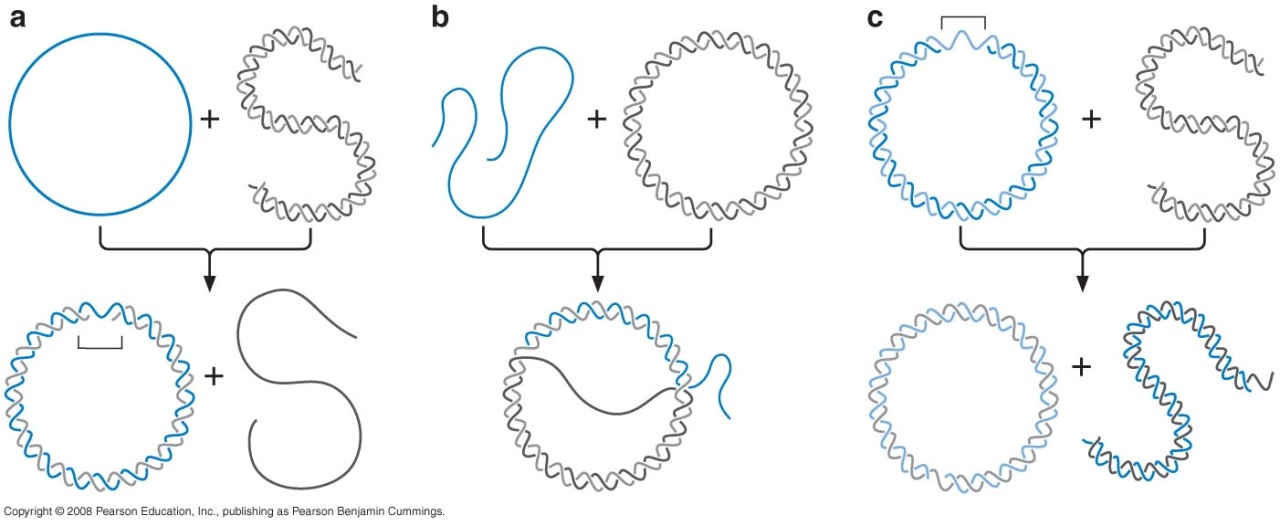 a
b
c
+
+
+
+
+
Copyright © 2008 Pearson Education, Inc., publishing as Pearson Benjamin Cummings.